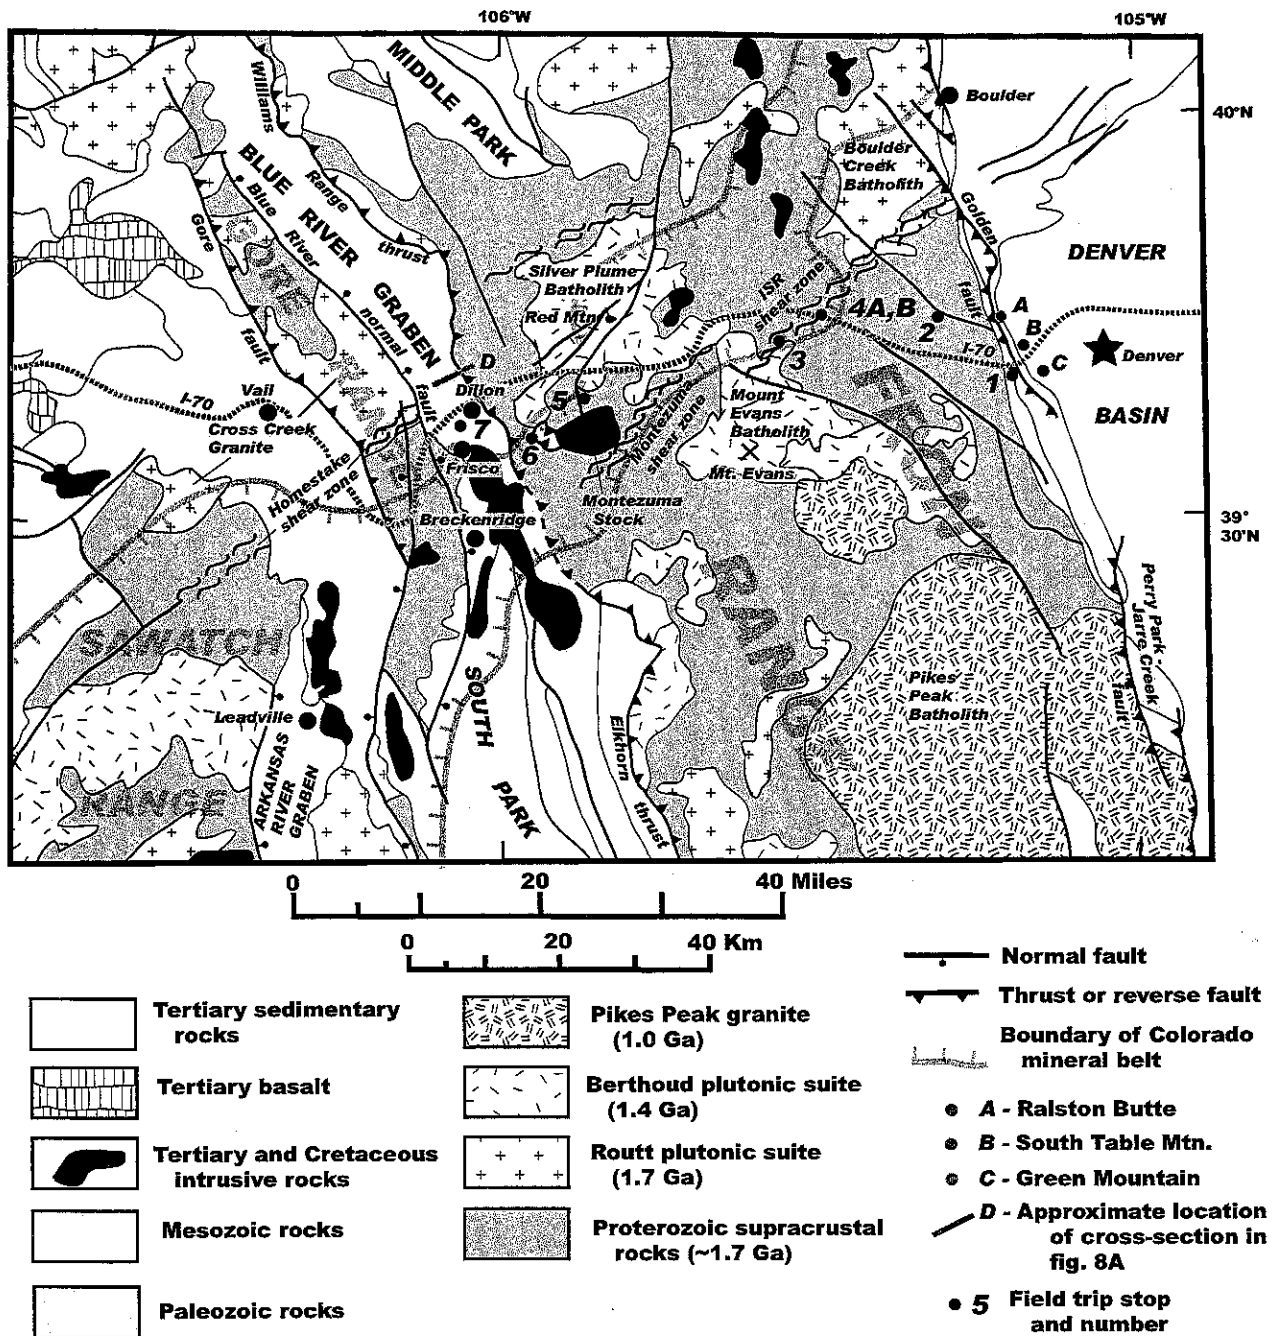 106°W
105°W
40°N
39°
30'N
MIDDLE PARK
Williams
Range
thrust
BLUE RIVER GRABEN
Blue River normal fault
Gore
fault
GORE
RANGE
Boulder
Boulder
Creek
Batholith
Golden
fault
DENVER
BASIN
Denver
Silver Plume
Batholith
Red Mtn
ISR
shear zone
4A,B
2
A
B
C
1
I-70
3
D
Dillon
5
7
6
Frisco
Vail
I-70
Cross Creek
Granite
Homestake
shear zone
Montezuma
shear zone
Mount
Evans
Batholith
Mt. Evans
Montezuma
Stock
Breckenridge
FRONT
RANGE
SAWATCH
RANGE
Leadville
ARKANSAS
RIVER
GRABEN
SOUTH
PARK
Elkhorn
thrust
Pikes
Peak
Batholith
Perry Park -
Jarre Creek
fault
0 20 40 Miles
0 20 40 Km
Tertiary sedimentary
rocks
Tertiary basalt
Tertiary and Cretaceous
intrusive rocks
Mesozoic rocks
Paleozoic rocks
Pikes Peak granite
(1.0 Ga)
Berthoud plutonic suite
(1.4 Ga)
Routt plutonic suite
(1.7 Ga)
Proterozoic supracrustal
rocks (~1.7 Ga)
Normal fault
Thrust or reverse fault
Boundary of Colorado
mineral belt
A - Ralston Butte
B - South Table Mtn.
C - Green Mountain
D - Approximate location
of cross-section in
fig. 8A
5 Field trip stop
and number